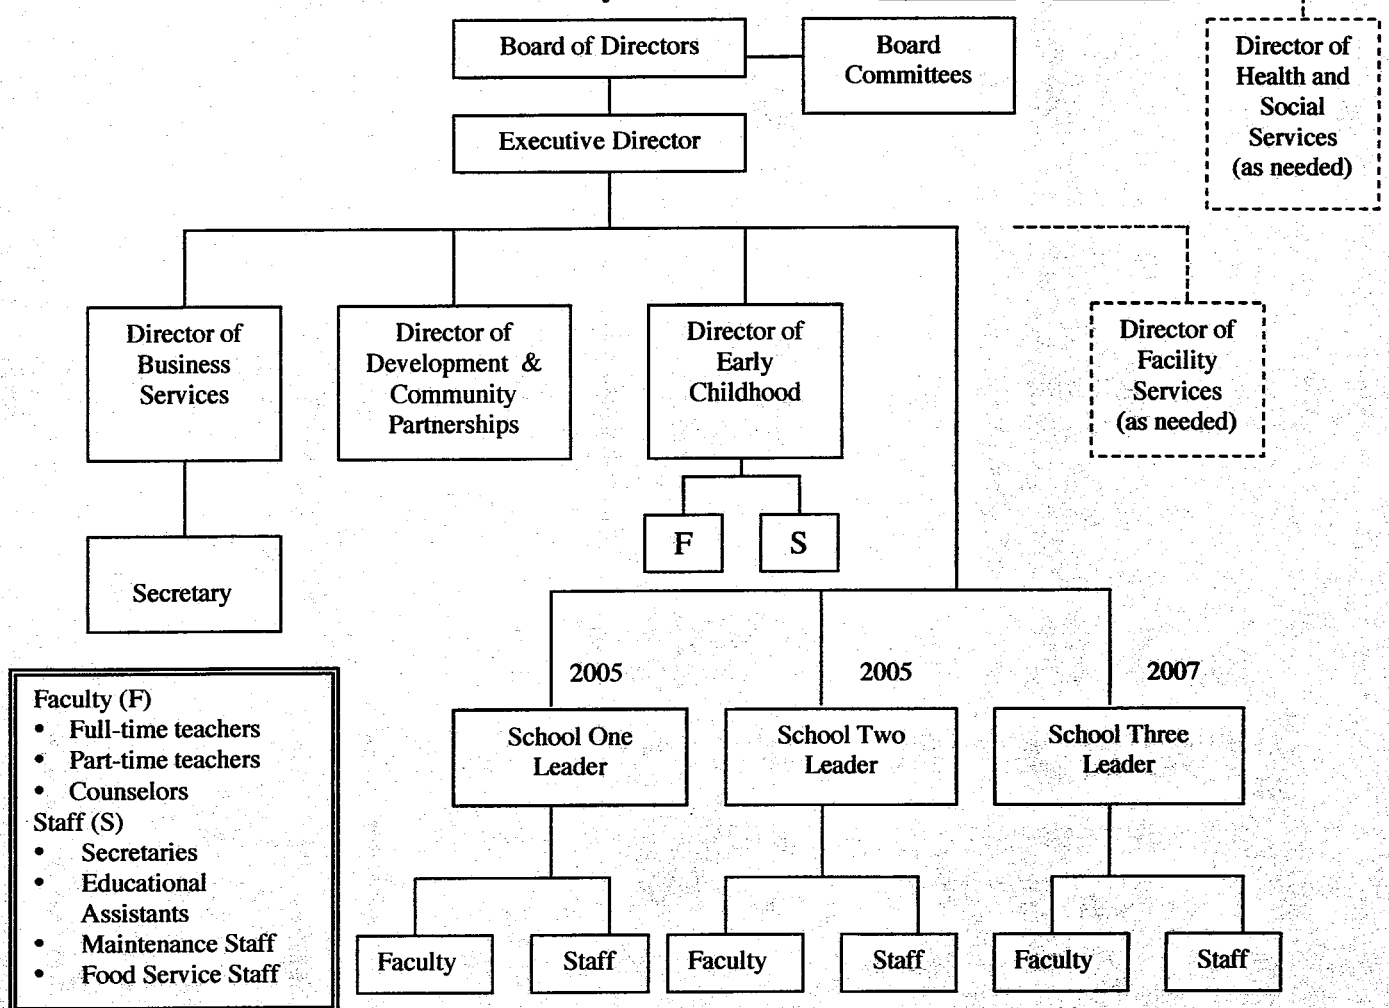 Board of Directors
Board
Committees
Director of
Health and
Social
Services
(as needed)
Executive Director
Director of
Business
Services
Director of
Development &
Community
Partnerships
Director of
Early
Childhood
Director of
Facility
Services
(as needed)
F
S
Secretary
2005
2005
2007
School One
Leader
School Two
Leader
School Three
Leader
Faculty
Staff
Faculty
Staff
Faculty
Staff
Faculty (F)
• Full-time teachers
• Part-time teachers
• Counselors
Staff (S)
• Secretaries
• Educational
Assistants
• Maintenance Staff
• Food Service Staff